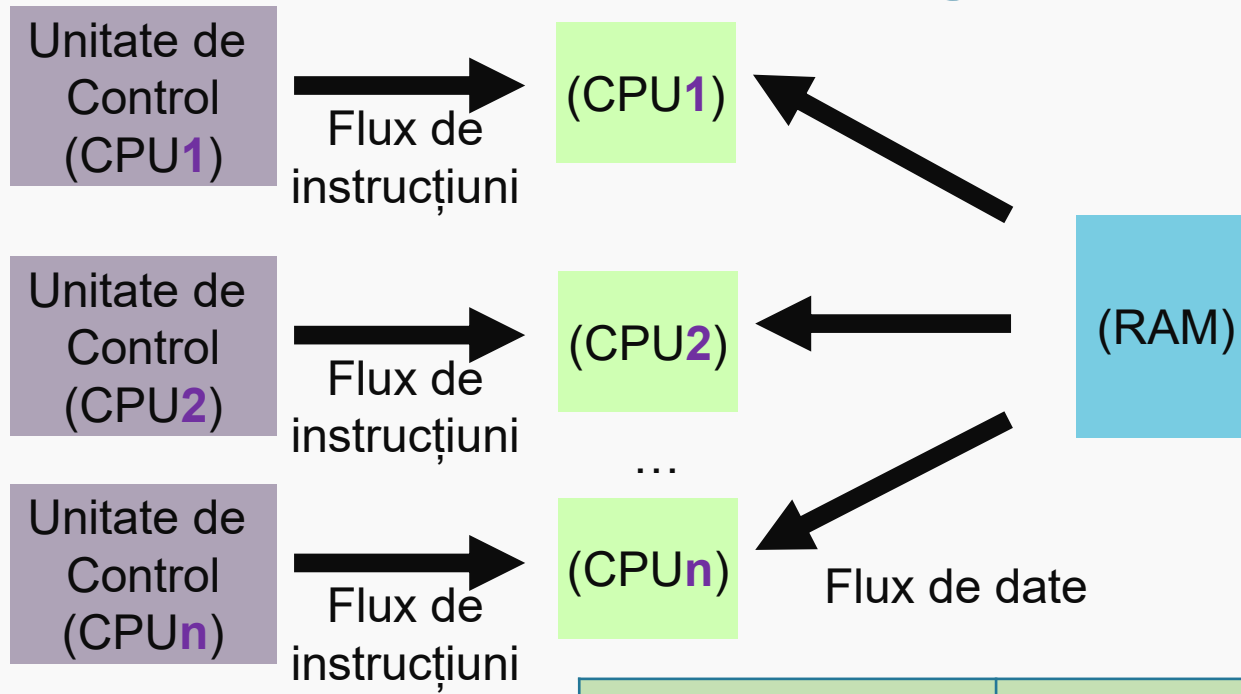 Unitate de
Control
(CPU1)
Flux de
instrucțiuni
(CPU1)
Unitate de
Control
(CPU2)
Flux de
instrucțiuni
(CPU2)
(RAM)
...
Unitate de
Control
(CPUn)
Flux de
instrucțiuni
(CPUn)
Flux de date